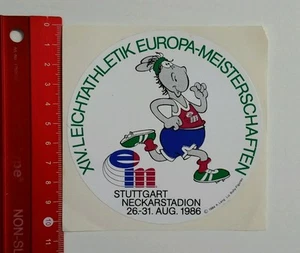 XIV. LEICHTATHLETIK EUROPA-MEISTERSCHAFTEN
em
STUTTGART
NECKARSTADION
26.-31. AUG. 1986